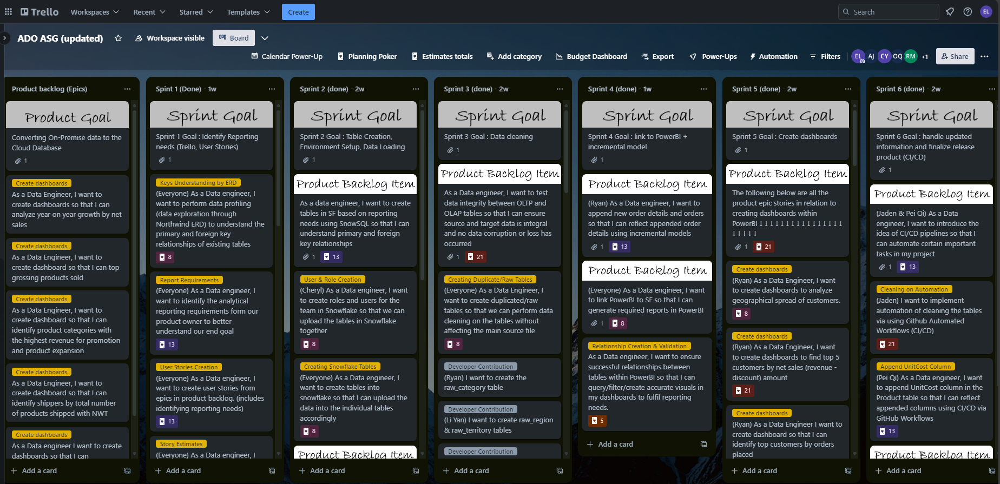 Trello
Workspaces
Recent
Starred
Templates
Create
Search
EL
ADO ASG (updated)
Workspace visible
Board
Calendar Power-Up
Planning Poker
Estimates totals
Add category
Budget Dashboard
Export
Power-Ups
Automation
Filters
EL
AJ
CY
OQ
RM
+1
Share
Product backlog (Epics)
Product Goal
Converting On-Premise data to the
Cloud Database
1
Create dashboards
As a Data Engineer, I want to
create dashboards so that I can
analyze year on year growth by net
sales
Create dashboards
As a Data Engineer, I want to
create dashboard so that I can top
grossing products sold
Create dashboards
As a Data Engineer, I want to
create dashboard so that I can
identify product categories with
the highest revenue for promotion
and product expansion
Create dashboards
As a Data Engineer, I want to
create dashboard so that I can
identify shippers by total number
of products shipped with NWT
Create dashboards
As a Data engineer I want to create
dashboards so that I can
Add a card
Spint 1 (Done) - 1w
Sprint Goal
Sprint 1 Goal : Identify Reporting
needs (Trello, User Stories)
1
Keys Understanding by ERD
(Everyone) As a Data engineer, I
want to perform data profiling
(data exploration through
Northwind ERD) to understand the
primary and foreign key
relationships of existing tables
8
Report Requirements
(Everyone) As a Data engineer, I
want to identify the analytical
reporting requirements form our
product owner to better
understand our end goal
13
User Stories Creation
(Everyone) As a Data engineer, I
want to create user stories from
epics in product backlog. (includes
identifying reporting needs)
13
Story Estimates
(Everyone) As a Data engineer, I
Add a card
Sprint 2 (done) - 2w
Sprint Goal
Sprint 2 Goal : Table Creation,
Environment Setup, Data Loading
1
Product Backlog Item
As a data engineer, I want to create
tables in SF based on reporting
needs using SnowSQL so that I can
understand primary and foreign
key relationships
1
13
User & Role Creation
(Cheryl) As a Data engineer, I want
to create roles and users for the
team in Snowflake so that we can
upload the tables in Snowflake
together
8
Creating Snowflake Tables
(Everyone) As a Data engineer, I
want to create tables into
snowflake so that I can upload the
data into the individual tables
accordingly
8
Product Backlog Item
Add a card
Sprint 3 (done) - 2w
Sprint Goal
Sprint 3 Goal : Data cleaning
1
Product Backlog Item
As a Data engineer, I want to test
data integrity between OLTP and
OLAP tables so that I can ensure
source and target data is integral
and no data corruption or loss has
occurred
1
21
Creating Duplicate/Raw Tables
(Everyone) As a Data Engineer, I
want to create duplicated/raw
tables so that we can perform data
cleaning on the tables without
affecting the main source file
8
Developer Contribution
(Ryan) I want to create the
raw_category table
Developer Contribution
(Li Yan) I want to create raw_region
& raw_territory tables
Developer Contribution
Add a card
Sprint 4 (done) - 1w
Sprint Goal
Sprint 4 Goal : link to PowerBI +
incremental model
1
Product Backlog Item
(Ryan) As a Data engineer, I want to
append new order details and orders
so that I can reflect appended order
details using incremental models
1
13
Product Backlog Item
(Everyone) As a Data engineer, I want
to link PowerBI to SF so that I can
generate required reports in PowerBI
1
8
Relationship Creation & Validation
As a Data engineer, I want to ensure
successful relationships between
tables within PowerBI so that I can
query/filter/create accurate visuals in
my dashboards to fulfil reporting
needs.
5
Add a card
Sprint 5 (done) - 2w
Sprint Goal
Sprint 5 Goal : Create dashboards
1
Product Backlog Item
The following below are all the
product epic stories in relation to
creating dashboards within
PowerBI ↓↓↓↓↓↓↓↓↓↓↓↓↓↓↓↓
↓↓↓↓↓
1
21
Create dashboards
(Ryan) As a Data Engineer, I want
to create dashboards to analyze
geographical spread of customers.
8
Create dashboards
(Ryan) As a Data Engineer, I want
to create dashboards to find top 5
customers by net sales (revenue -
discount) amount
21
Create dashboards
(Ryan) As a Data Engineer I want to
create dashboard so that I can
identify top customers by orders
placed
Add a card
Sprint 6 (done) - 2w
Sprint Goal
Sprint 6 Goal : handle updated
information and finalize release
product (CI/CD)
1
Product Backlog Item
(Jaden & Pei Qi) As a Data
engineer, I want to introduce the
idea of CI/CD pipelines so that I
can automate certain important
tasks in my project
1
13
Cleaning on Automation
(Jaden) I want to implement
automation of cleaning the tables
via using Github Automated
Workflows (CI/CD)
21
Append UnitCost Column
(Pei Qi) As a Data engineer, I want
to append UnitCost column in the
Product table so that I can reflect
appended columns using CI/CD via
GitHub Workflows
13
Product Backlog Item
Add a card